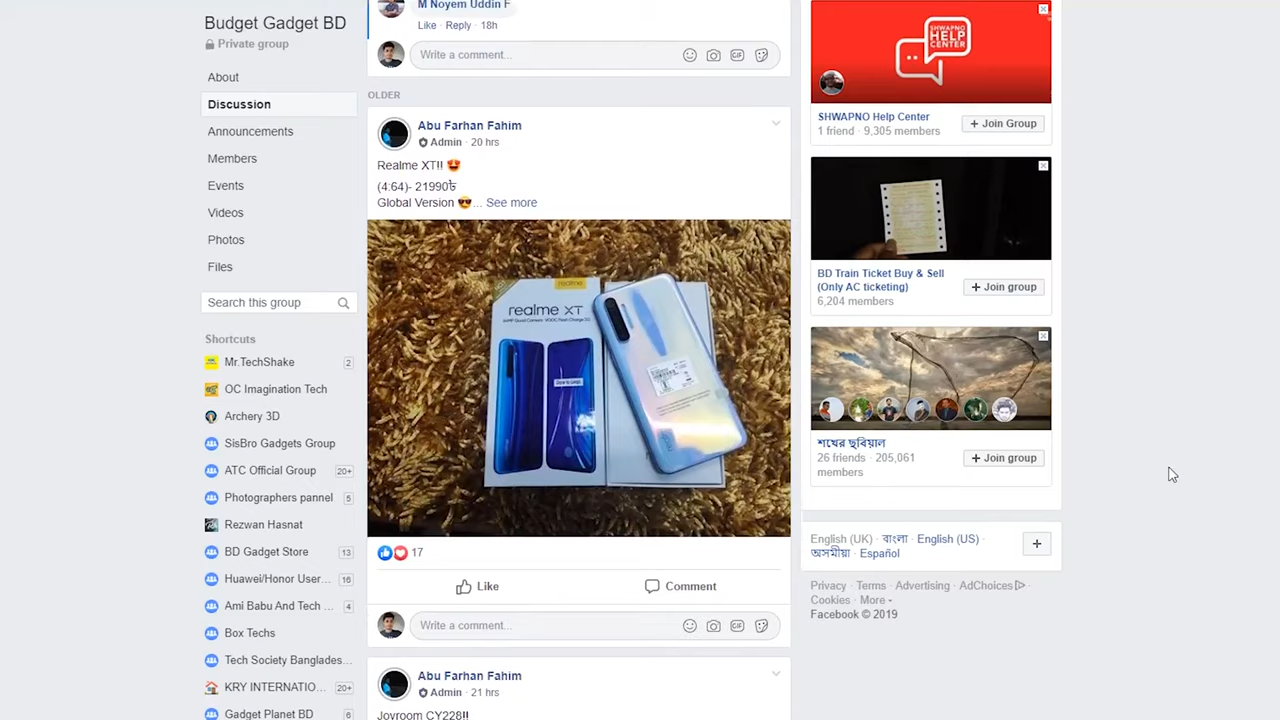 Budget Gadget BD
Private group
About
Discussion
Announcements
Members
Events
Videos
Photos
Files
Search this group
Shortcuts
Mr.TechShake 2
OC Imagination Tech
Archery 3D
SisBro Gadgets Group
ATC Official Group 20+
Photographers pannel 5
Rezwan Hasnat
BD Gadget Store 13
Huawei/Honor User... 16
Ami Babu And Tech ... 4
Box Techs
Tech Society Banglades...
KRY INTERNATIO... 20+
Gadget Planet BD 6
M Noyem Uddin F
Like · Reply · 18h
Write a comment...
OLDER
Abu Farhan Fahim
Admin · 20 hrs
Realme XT!! 😍
(4:64)- 21990৳
Global Version 😎... See more
realme
realme XT
17
Like Comment
Write a comment...
Abu Farhan Fahim
Admin · 21 hrs
Joyroom CY228!!
SHWAPNO
HELP
CENTER
SHWAPNO Help Center
1 friend · 9,305 members
+ Join Group
BD Train Ticket Buy & Sell
(Only AC ticketing)
6,204 members
+ Join group
শখের ছবিয়াল
26 friends · 205,061
members
+ Join group
English (UK) · বাংলা · English (US) ·
অসমীয়া · Español
Privacy · Terms · Advertising · AdChoices
Cookies · More
Facebook © 2019